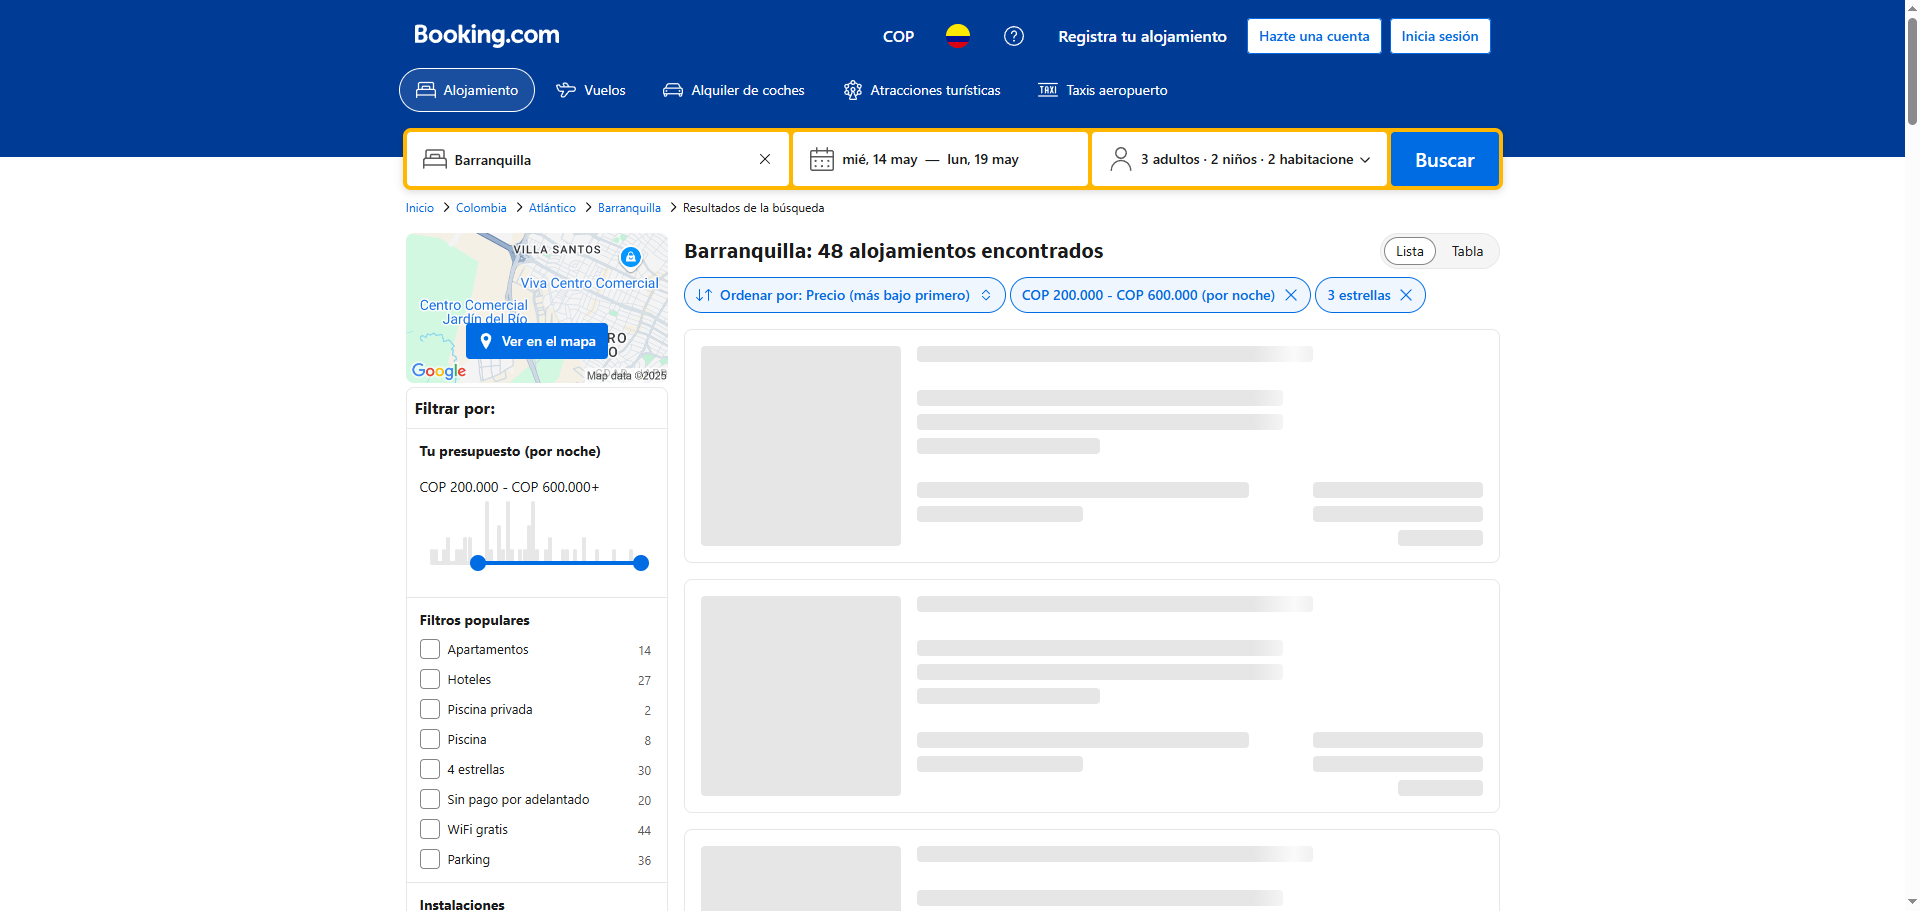 Booking.com
COP
Registra tu alojamiento
Hazte una cuenta
Inicia sesión
Alojamiento
Vuelos
Alquiler de coches
Atracciones turísticas
TAXI
Taxis aeropuerto
Barranquilla
mié, 14 may — lun, 19 may
3 adultos · 2 niños · 2 habitacione
Buscar
Inicio
Colombia
Atlántico
Barranquilla
Resultados de la búsqueda
VILLA SANTOS
Viva Centro Comercial
Centro Comercial
Jardín del Río
Ver en el mapa
RO
O
Google
Map data ©2025
Barranquilla: 48 alojamientos encontrados
Lista
Tabla
Ordenar por: Precio (más bajo primero)
COP 200.000 - COP 600.000 (por noche)
3 estrellas
Filtrar por:
Tu presupuesto (por noche)
COP 200.000 - COP 600.000+
Filtros populares
Apartamentos 14
Hoteles 27
Piscina privada 2
Piscina 8
4 estrellas 30
Sin pago por adelantado 20
WiFi gratis 44
Parking 36
Instalaciones